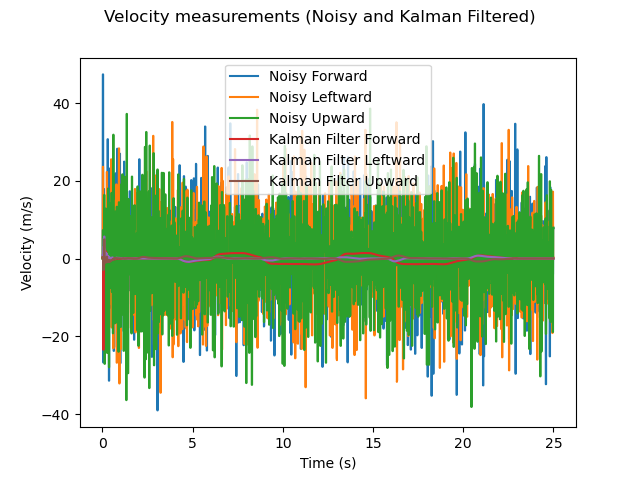 Velocity measurements (Noisy and Kalman Filtered)
Noisy Forward
Noisy Leftward
Noisy Upward
Kalman Filter Forward
Kalman Filter Leftward
Kalman Filter Upward
40
20
0
−20
−40
Velocity (m/s)
0 5 10 15 20 25
Time (s)